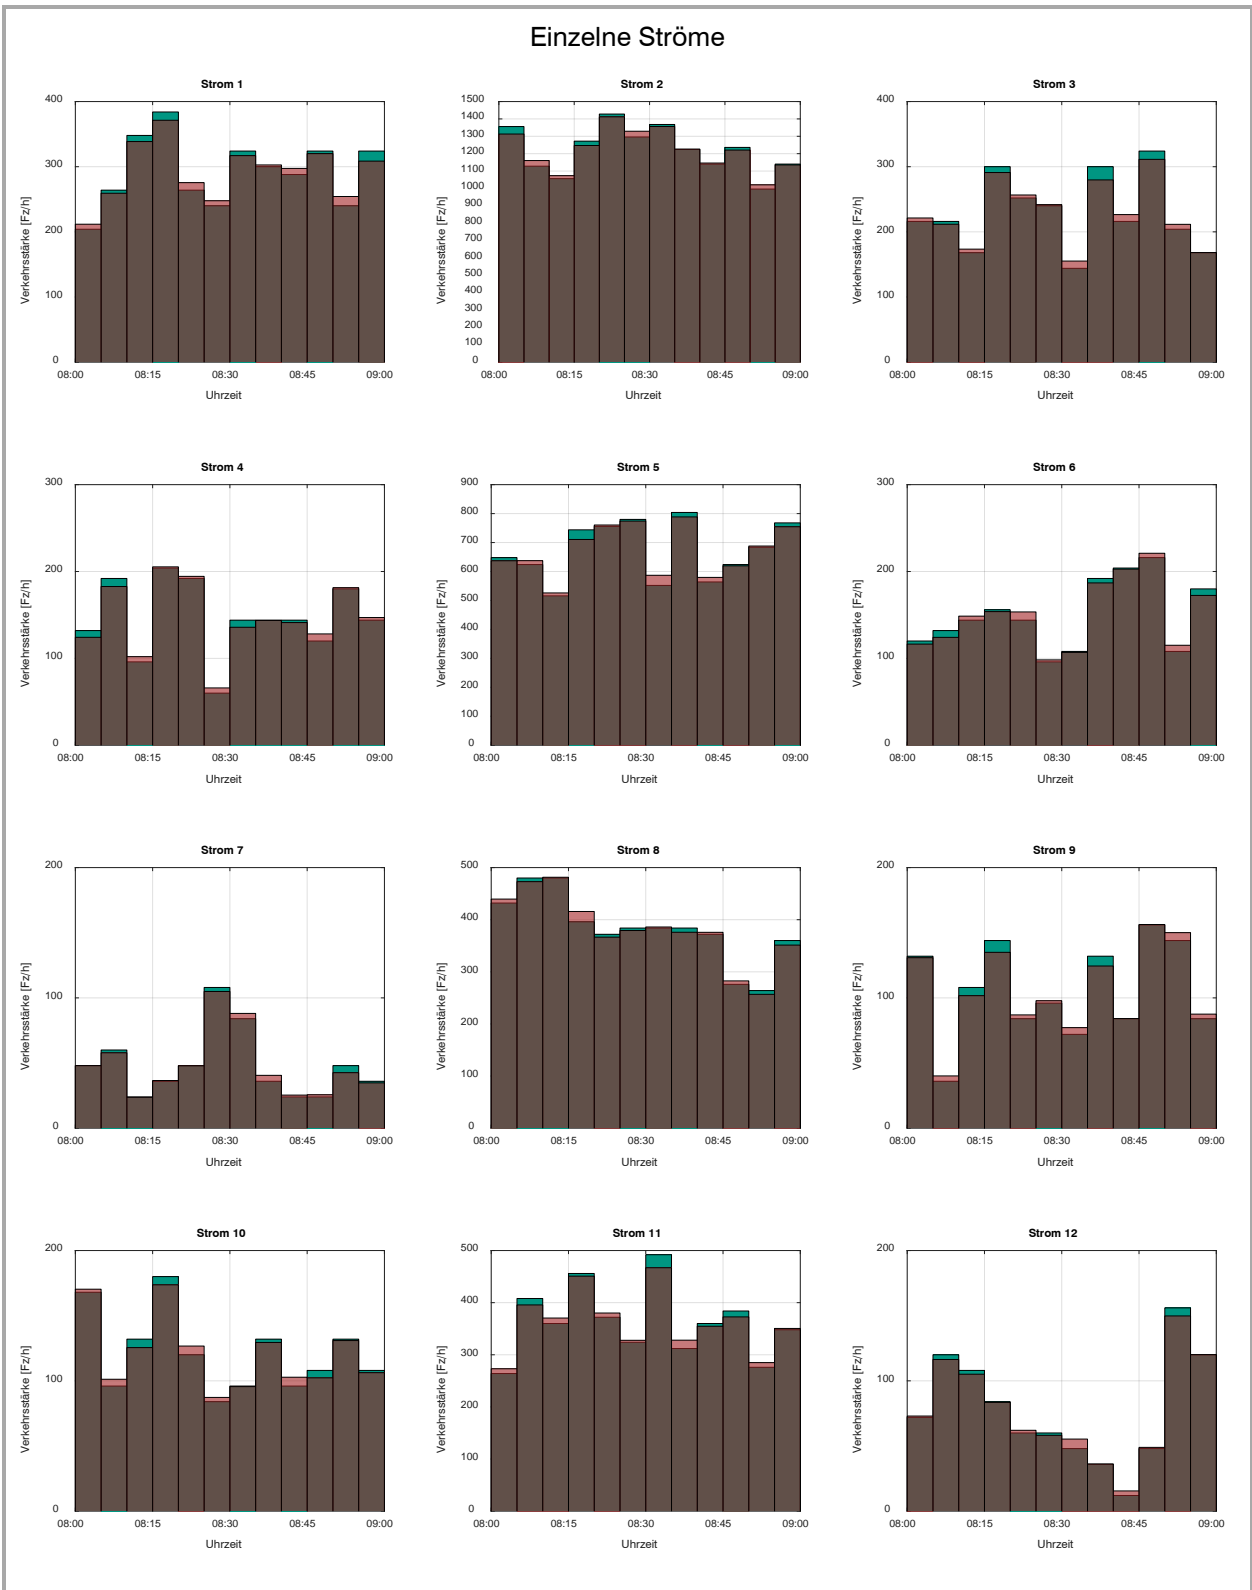 Einzelne Ströme
Strom 1
Verkehrsstärke [Fz/h]
400
300
200
100
0
08:00 08:15 08:30 08:45 09:00
Uhrzeit
Strom 2
Verkehrsstärke [Fz/h]
1500
1400
1300
1200
1100
1000
900
800
700
600
500
400
300
200
100
0
08:00 08:15 08:30 08:45 09:00
Uhrzeit
Strom 3
Verkehrsstärke [Fz/h]
400
300
200
100
0
08:00 08:15 08:30 08:45 09:00
Uhrzeit
Strom 4
Verkehrsstärke [Fz/h]
300
200
100
0
08:00 08:15 08:30 08:45 09:00
Uhrzeit
Strom 5
Verkehrsstärke [Fz/h]
900
800
700
600
500
400
300
200
100
0
08:00 08:15 08:30 08:45 09:00
Uhrzeit
Strom 6
Verkehrsstärke [Fz/h]
300
200
100
0
08:00 08:15 08:30 08:45 09:00
Uhrzeit
Strom 7
Verkehrsstärke [Fz/h]
200
100
0
08:00 08:15 08:30 08:45 09:00
Uhrzeit
Strom 8
Verkehrsstärke [Fz/h]
500
400
300
200
100
0
08:00 08:15 08:30 08:45 09:00
Uhrzeit
Strom 9
Verkehrsstärke [Fz/h]
200
100
0
08:00 08:15 08:30 08:45 09:00
Uhrzeit
Strom 10
Verkehrsstärke [Fz/h]
200
100
0
08:00 08:15 08:30 08:45 09:00
Uhrzeit
Strom 11
Verkehrsstärke [Fz/h]
500
400
300
200
100
0
08:00 08:15 08:30 08:45 09:00
Uhrzeit
Strom 12
Verkehrsstärke [Fz/h]
200
100
0
08:00 08:15 08:30 08:45 09:00
Uhrzeit